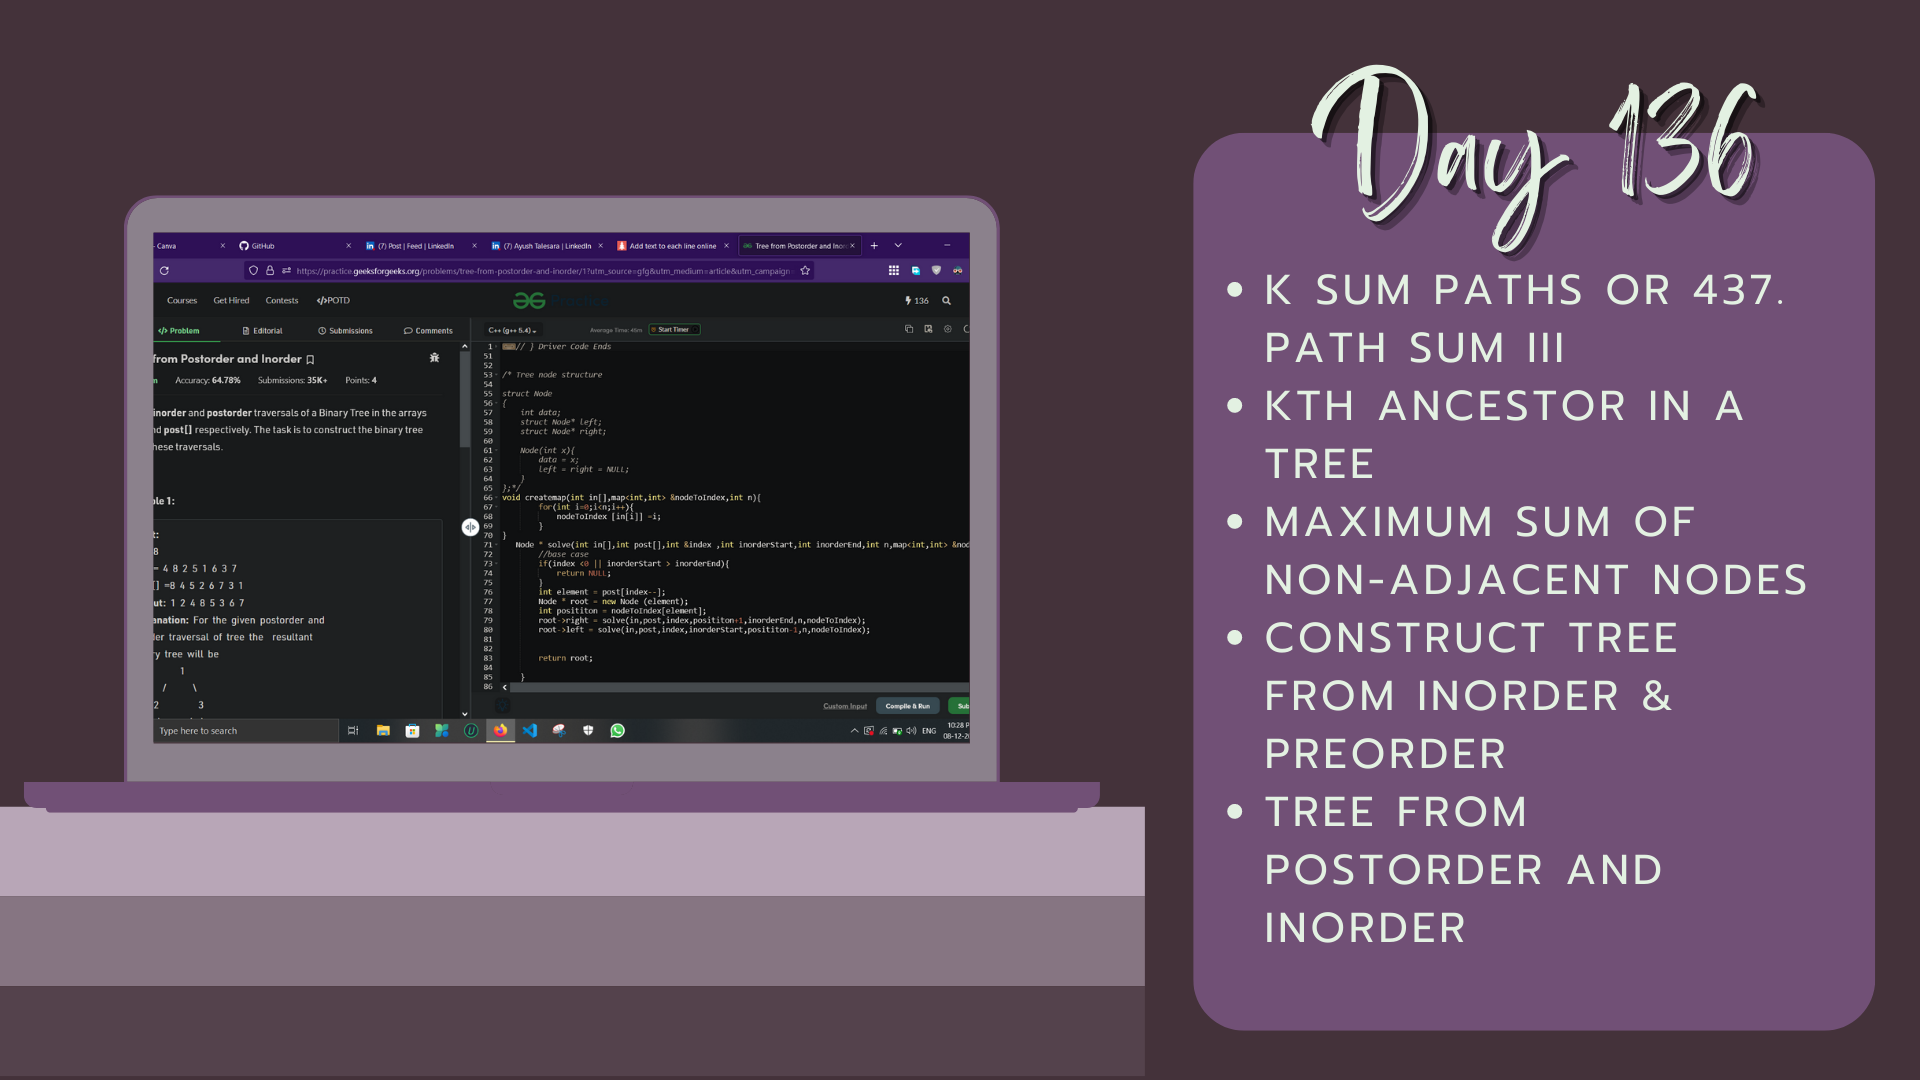 Canva
GitHub
(7) Post | Feed | LinkedIn
(7) Ayush Talesara | LinkedIn
Add text to each line online
Tree from Postorder and Inor
https://practice.geeksforgeeks.org/problems/tree-from-postorder-and-inorder/1?utm_source=gfg&utm_medium=article&utm_campaign
Courses Get Hired Contests </>POTD
136
</> Problem Editorial Submissions Comments
C++ (g++ 5.4)
Average Time: 45m
Start Timer
from Postorder and Inorder
Accuracy: 64.78% Submissions: 35K+ Points: 4
inorder and postorder traversals of a Binary Tree in the arrays
nd post[] respectively. The task is to construct the binary tree
hese traversals.
ple 1:
t:
8
= 4 8 2 5 1 6 3 7
[] =8 4 5 2 6 7 3 1
ut: 1 2 4 8 5 3 6 7
anation: For the given postorder and
der traversal of tree the resultant
y tree will be
1
/ \
2 3
1 // } Driver Code Ends
51
52
53 /* Tree node structure
54
55 struct Node
56 {
57 int data;
58 struct Node* left;
59 struct Node* right;
60
61 Node(int x){
62 data = x;
63 left = right = NULL;
64 }
65 };*/
66 void createmap(int in[],map<int,int> &nodeToIndex,int n){
67 for(int i=0;i<n;i++){
68 nodeToIndex [in[i]] =i;
69 }
70 }
71 Node * solve(int in[],int post[],int &index ,int inorderStart,int inorderEnd,int n,map<int,int> &nod
72 //base case
73 if(index <0 || inorderStart > inorderEnd){
74 return NULL;
75 }
76 int element = post[index--];
77 Node * root = new Node (element);
78 int posititon = nodeToIndex[element];
79 root->right = solve(in,post,index,posititon+1,inorderEnd,n,nodeToIndex);
80 root->left = solve(in,post,index,inorderStart,posititon-1,n,nodeToIndex);
81
82
83 return root;
84
85 }
86
Custom Input Compile & Run Sub
Type here to search
ENG
10:28 P
08-12-2
Day 136
• K SUM PATHS OR 437.
PATH SUM III
• KTH ANCESTOR IN A
TREE
• MAXIMUM SUM OF
NON-ADJACENT NODES
• CONSTRUCT TREE
FROM INORDER &
PREORDER
• TREE FROM
POSTORDER AND
INORDER